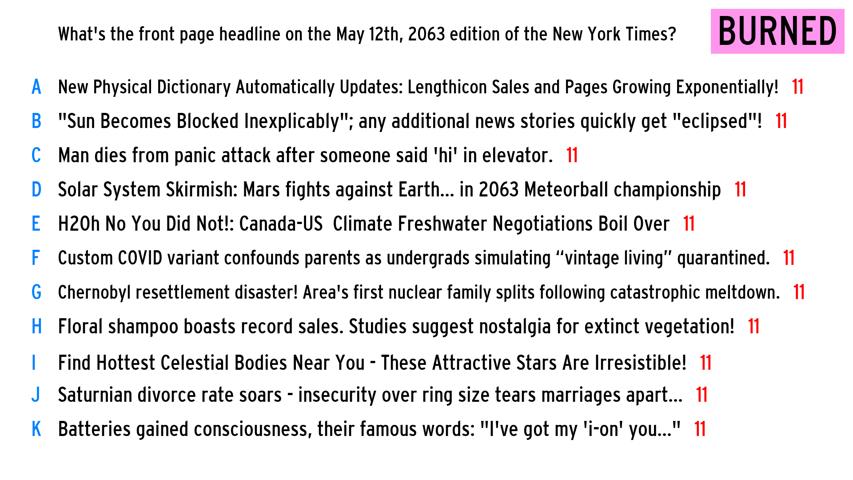 What's the front page headline on the May 12th, 2063 edition of the New York Times?
BURNED
A New Physical Dictionary Automatically Updates: Lengthicon Sales and Pages Growing Exponentially! 11
B "Sun Becomes Blocked Inexplicably"; any additional news stories quickly get "eclipsed"! 11
C Man dies from panic attack after someone said 'hi' in elevator. 11
D Solar System Skirmish: Mars fights against Earth... in 2063 Meteorball championship 11
E H2Oh No You Did Not!: Canada-US Climate Freshwater Negotiations Boil Over 11
F Custom COVID variant confounds parents as undergrads simulating “vintage living” quarantined. 11
G Chernobyl resettlement disaster! Area's first nuclear family splits following catastrophic meltdown. 11
H Floral shampoo boasts record sales. Studies suggest nostalgia for extinct vegetation! 11
I Find Hottest Celestial Bodies Near You - These Attractive Stars Are Irresistible! 11
J Saturnian divorce rate soars - insecurity over ring size tears marriages apart... 11
K Batteries gained consciousness, their famous words: "I've got my 'i-on' you..." 11